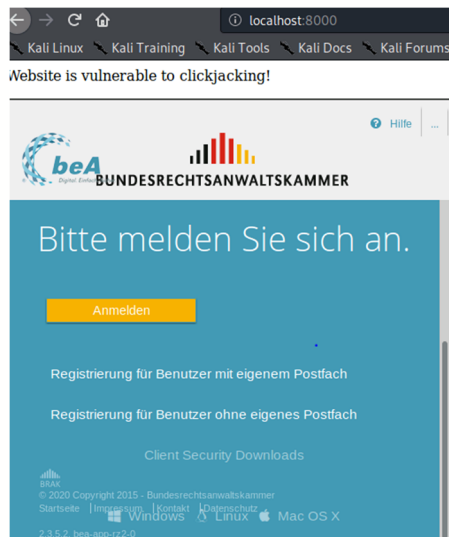 localhost:8000
Kali Linux Kali Training Kali Tools Kali Docs Kali Forums
Website is vulnerable to clickjacking!
Hilfe ...
beA
BUNDESRECHTSANWALTSKAMMER
Bitte melden Sie sich an.
Anmelden
Registrierung für Benutzer mit eigenem Postfach
Registrierung für Benutzer ohne eigenes Postfach
Client Security Downloads
BRAK
© 2020 Copyright 2015 - Bundesrechtsanwaltskammer
Startseite | Impressum | Kontakt | Datenschutz
Windows Linux Mac OS X
2.3.5.2, bea-app-rz2-0